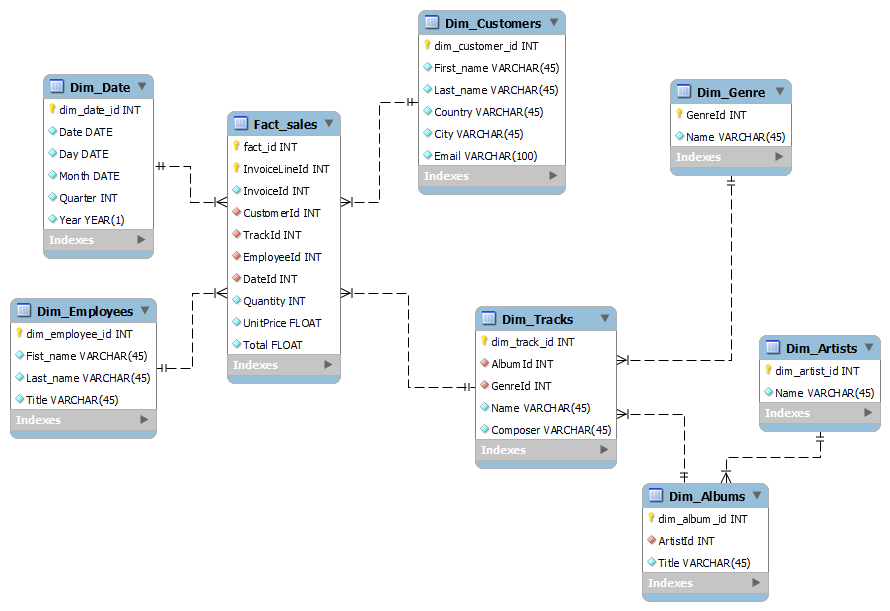 Dim_Customers
dim_customer_id INT
First_name VARCHAR(45)
Last_name VARCHAR(45)
Country VARCHAR(45)
City VARCHAR(45)
Email VARCHAR(100)
Indexes
Dim_Date
dim_date_id INT
Date DATE
Day DATE
Month DATE
Quarter INT
Year YEAR(1)
Indexes
Fact_sales
fact_id INT
InvoiceLineId INT
InvoiceId INT
CustomerId INT
TrackId INT
EmployeeId INT
DateId INT
Quantity INT
UnitPrice FLOAT
Total FLOAT
Indexes
Dim_Genre
GenreId INT
Name VARCHAR(45)
Indexes
Dim_Employees
dim_employee_id INT
Fist_name VARCHAR(45)
Last_name VARCHAR(45)
Title VARCHAR(45)
Indexes
Dim_Tracks
dim_track_id INT
AlbumId INT
GenreId INT
Name VARCHAR(45)
Composer VARCHAR(45)
Indexes
Dim_Artists
dim_artist_id INT
Name VARCHAR(45)
Indexes
Dim_Albums
dim_album_id INT
ArtistId INT
Title VARCHAR(45)
Indexes